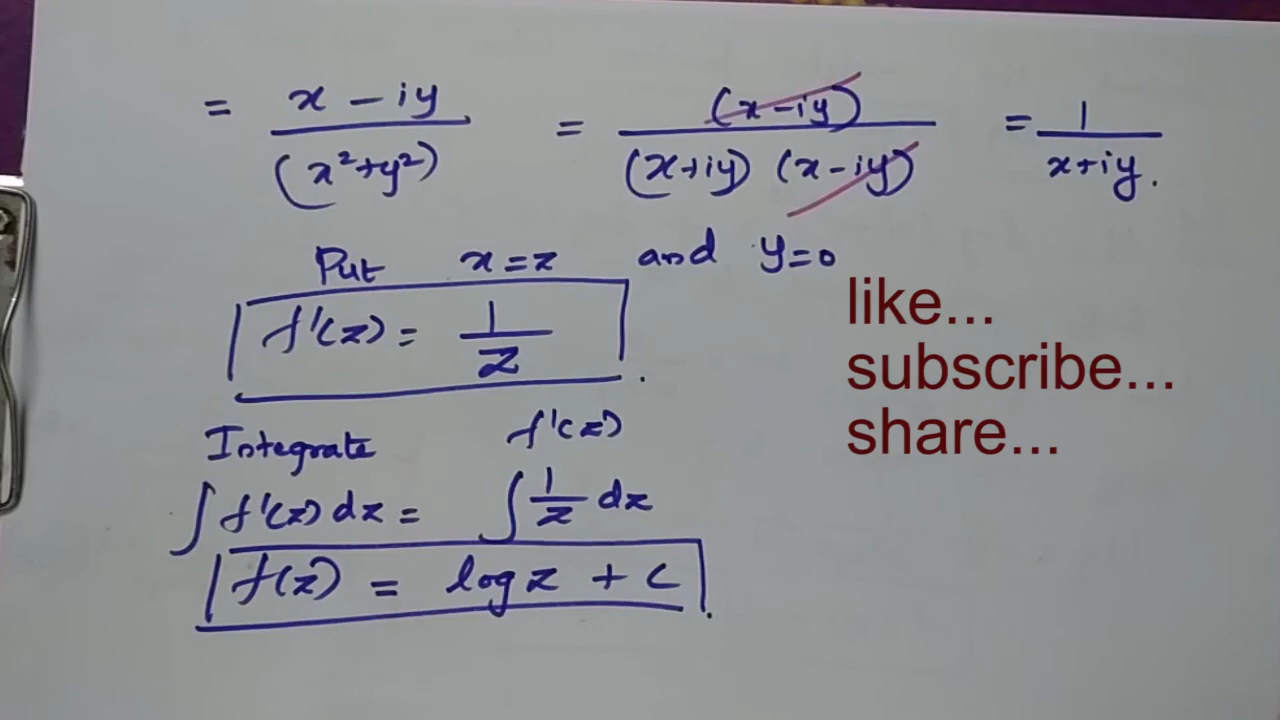 = x - iy / (x²+y²) = (x-iy) / (x+iy) (x-iy) = 1 / x+iy.
Put x=z and y=0
f'(z) = 1/z .
like...
subscribe...
share...
Integrate f'(z)
∫ f'(z) dz = ∫ 1/z dz
f(z) = log z + c .